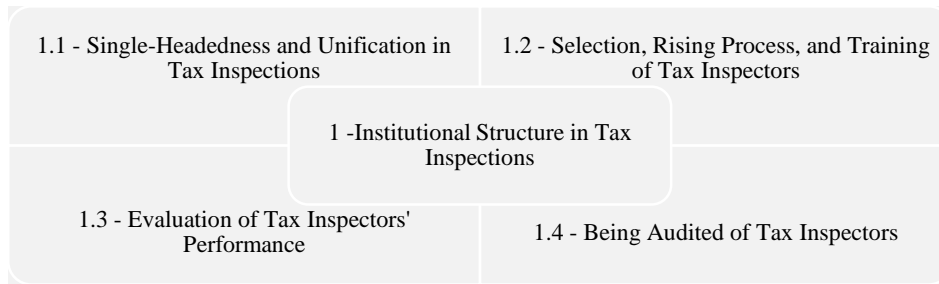 1.1 - Single-Headedness and Unification in
Tax Inspections
1.2 - Selection, Rising Process, and Training
of Tax Inspectors
1 -Institutional Structure in Tax
Inspections
1.3 - Evaluation of Tax Inspectors'
Performance
1.4 - Being Audited of Tax Inspectors